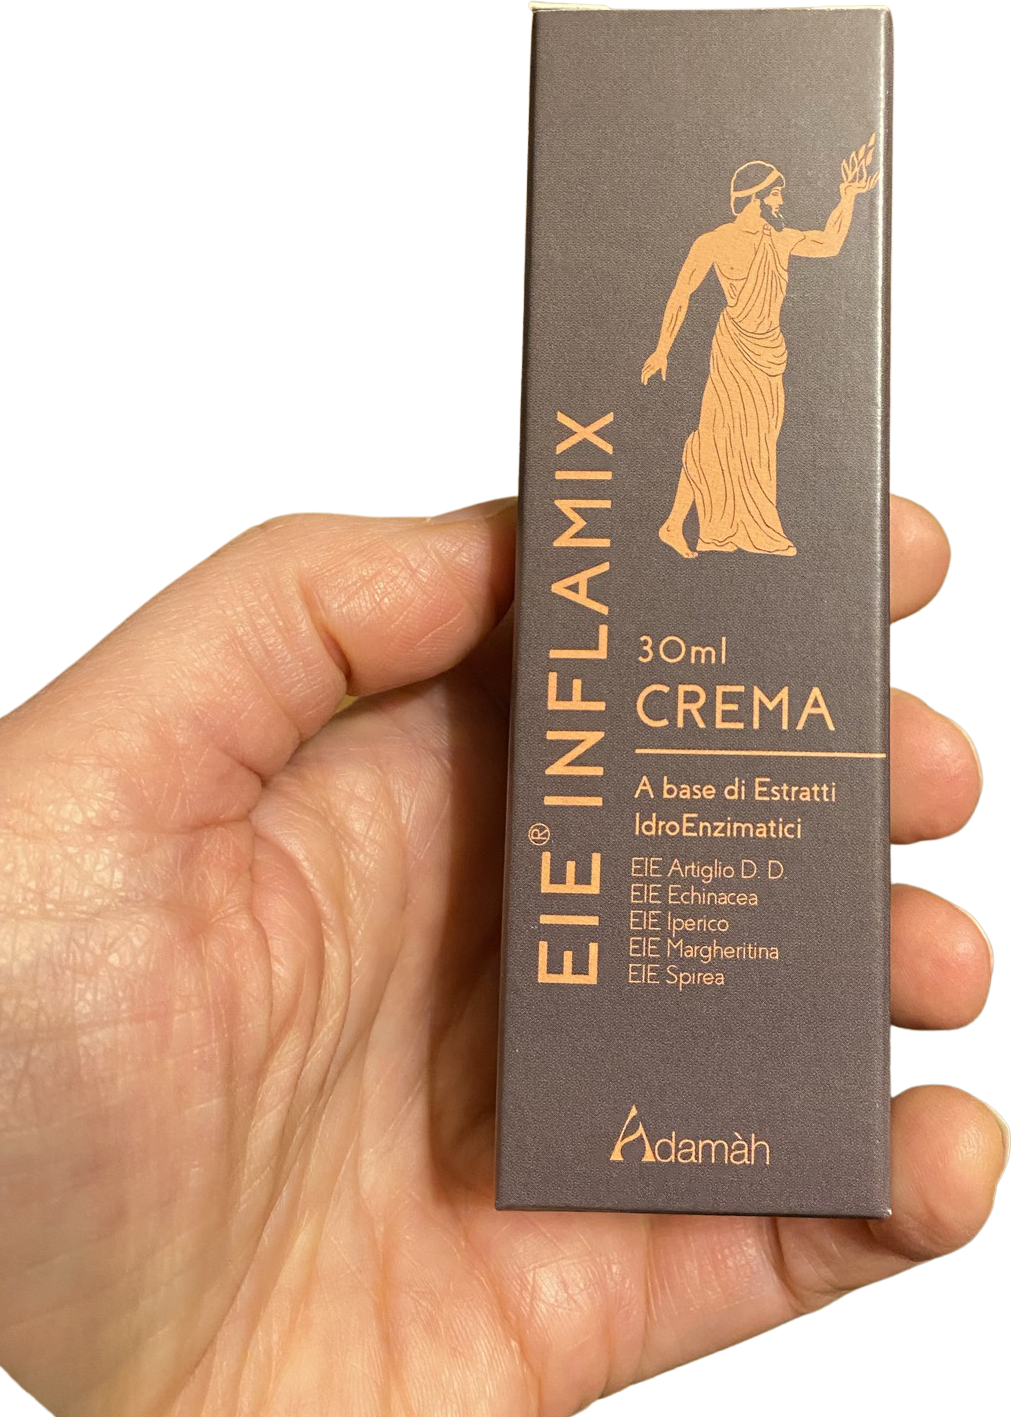 EIE® INFLAMIX
30ml
CREMA
A base di Estratti
IdroEnzimatici
EIE Artiglio D. D.
EIE Echinacea
EIE Iperico
EIE Margheritina
EIE Spirea
Adamàh